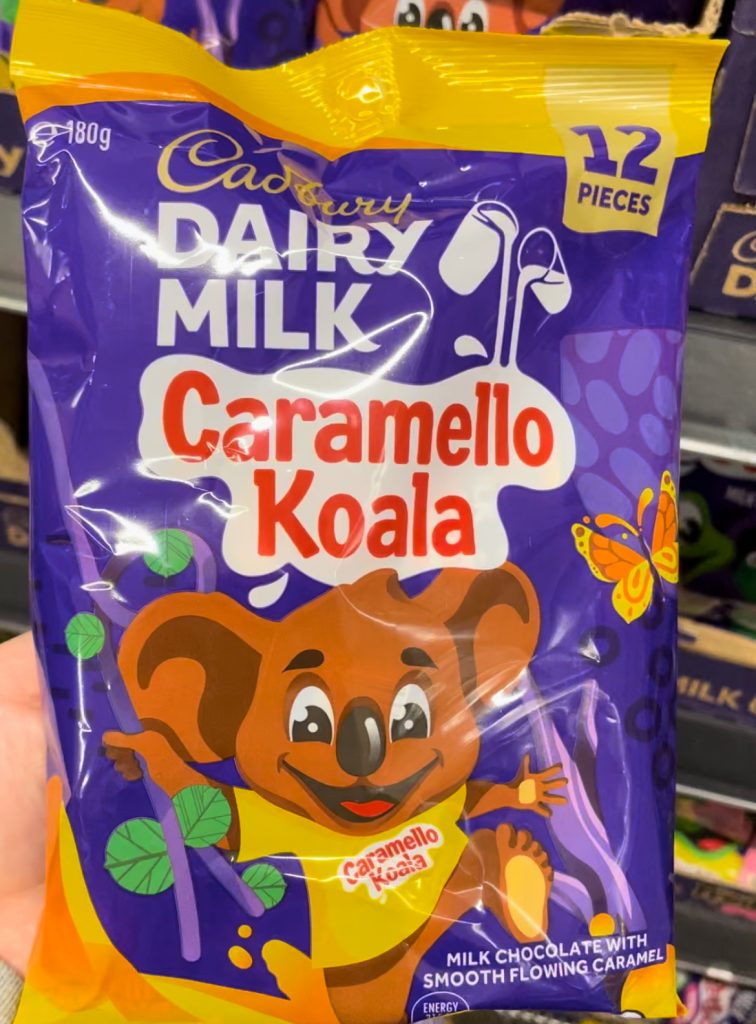 180g
12
PIECES
Cadbury
DAIRY
MILK
Caramello
Koala
Caramello
Koala
MILK CHOCOLATE WITH
SMOOTH FLOWING CARAMEL
ENERGY